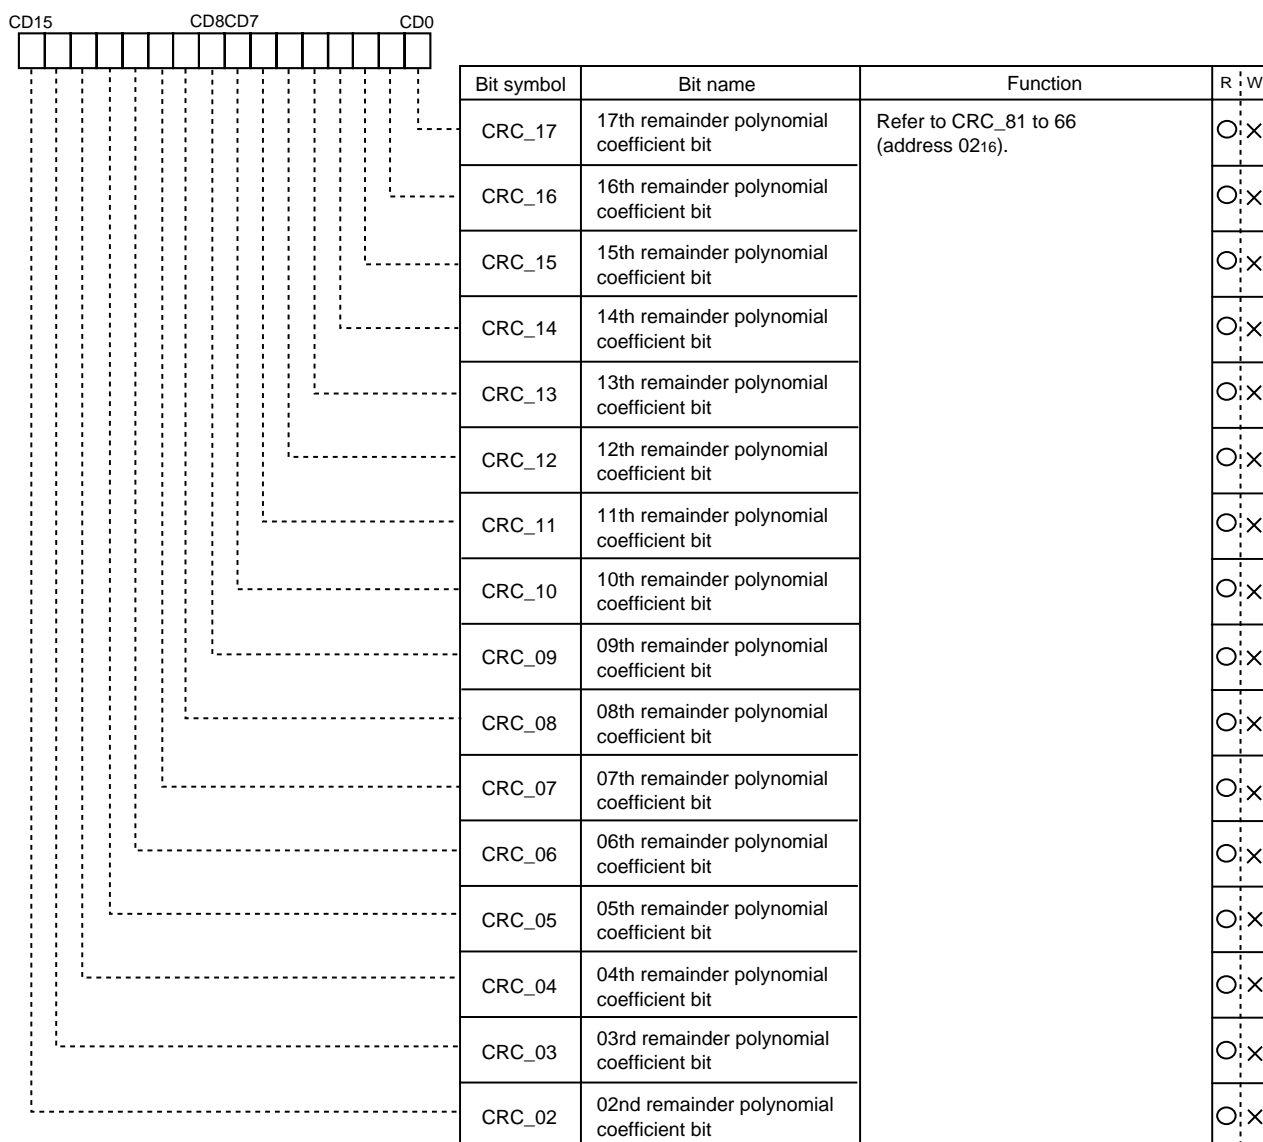 CD15 CD8CD7 CD0
Bit symbol Bit name Function R W
CRC_17 17th remainder polynomial coefficient bit Refer to CRC_81 to 66 (address 0216). O ×
CRC_16 16th remainder polynomial coefficient bit O ×
CRC_15 15th remainder polynomial coefficient bit O ×
CRC_14 14th remainder polynomial coefficient bit O ×
CRC_13 13th remainder polynomial coefficient bit O ×
CRC_12 12th remainder polynomial coefficient bit O ×
CRC_11 11th remainder polynomial coefficient bit O ×
CRC_10 10th remainder polynomial coefficient bit O ×
CRC_09 09th remainder polynomial coefficient bit O ×
CRC_08 08th remainder polynomial coefficient bit O ×
CRC_07 07th remainder polynomial coefficient bit O ×
CRC_06 06th remainder polynomial coefficient bit O ×
CRC_05 05th remainder polynomial coefficient bit O ×
CRC_04 04th remainder polynomial coefficient bit O ×
CRC_03 03rd remainder polynomial coefficient bit O ×
CRC_02 02nd remainder polynomial coefficient bit O ×